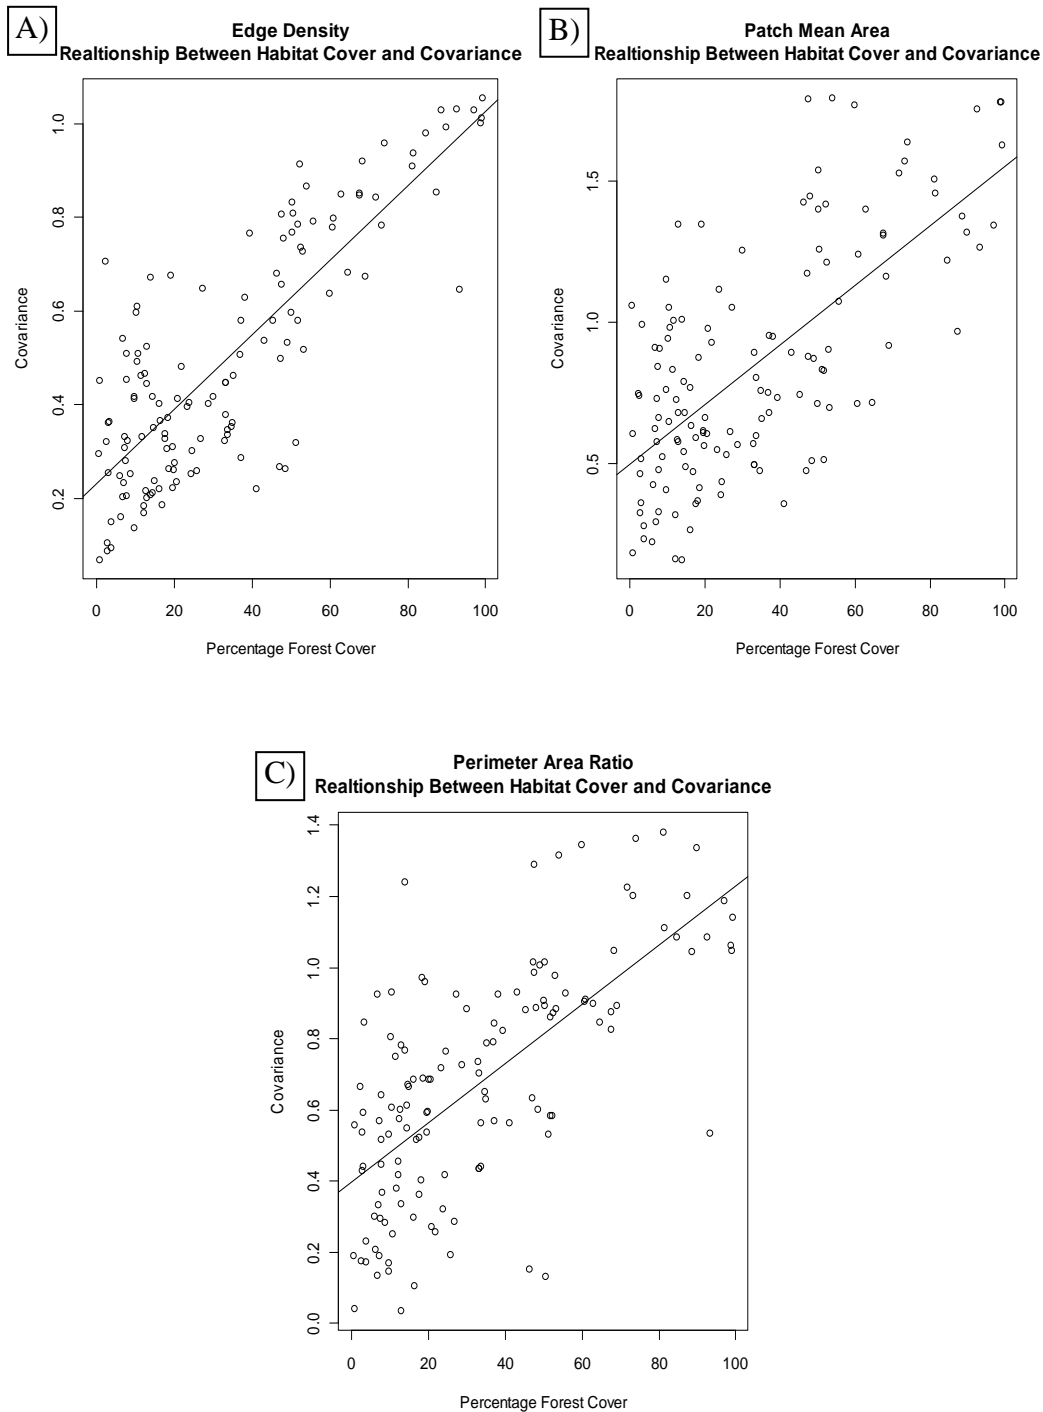 A)
Edge Density
Realtionship Between Habitat Cover and Covariance
Covariance
1.0
0.8
0.6
0.4
0.2
0 20 40 60 80 100
Percentage Forest Cover
B)
Patch Mean Area
Realtionship Between Habitat Cover and Covariance
Covariance
1.5
1.0
0.5
0 20 40 60 80 100
Percentage Forest Cover
C)
Perimeter Area Ratio
Realtionship Between Habitat Cover and Covariance
Covariance
1.4
1.2
1.0
0.8
0.6
0.4
0.2
0.0
0 20 40 60 80 100
Percentage Forest Cover